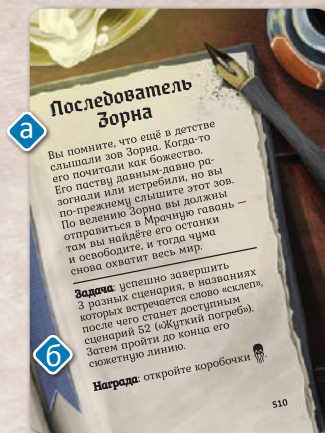 Последователь
Зорна
а
Вы помните, что ещё в детстве
слышали зов Зорна. Когда-то
его почитали как божество.
Его паству давным-давно ра-
зогнали или истребили, но вы
по-прежнему слышите этот зов.
По велению Зорна вы должны
отправиться в Мрачную гавань —
там вы найдёте его останки
и освободите, и тогда чума
снова охватит весь мир.
Задача: успешно завершить
3 разных сценария, в названиях
которых встречается слово «склеп»,
после чего станет доступным
сценарий 52 («Жуткий погреб»).
б
Затем пройти до конца его
сюжетную линию.
Награда: откройте коробочки
510